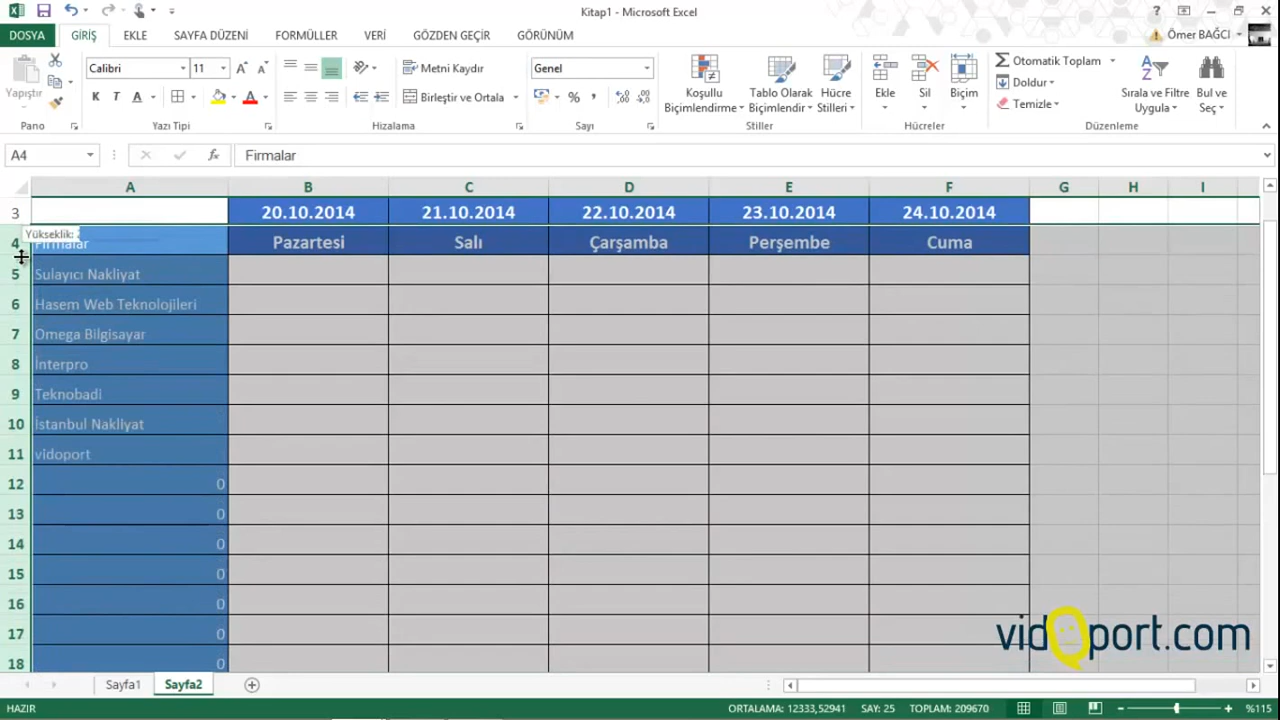 Kitap1 - Microsoft Excel
DOSYA GİRİŞ EKLE SAYFA DÜZENİ FORMÜLLER VERİ GÖZDEN GEÇİR GÖRÜNÜM
Ömer BAĞCI
Yapıştır
Pano
Calibri 11
K T A
Yazı Tipi
Metni Kaydır
Birleştir ve Ortala
Hizalama
Genel
Sayı
Koşullu Biçimlendirme
Tablo Olarak Biçimlendir
Hücre Stilleri
Stiller
Ekle
Sil
Biçim
Hücreler
Otomatik Toplam
Doldur
Temizle
Sırala ve Filtre Uygula
Bul ve Seç
Düzenleme
A4 fx Firmalar
A B C D E F G H I
3 20.10.2014 21.10.2014 22.10.2014 23.10.2014 24.10.2014
Yükseklik:
4 Firmalar Pazartesi Salı Çarşamba Perşembe Cuma
5 Sulayıcı Nakliyat
6 Hasem Web Teknolojileri
7 Omega Bilgisayar
8 İnterpro
9 Teknobadi
10 İstanbul Nakliyat
11 vidoport
12 0
13 0
14 0
15 0
16 0
17 0
18 0
vidoport.com
Sayfa1 Sayfa2
HAZIR ORTALAMA: 12333,52941 SAY: 25 TOPLAM: 209670 %115